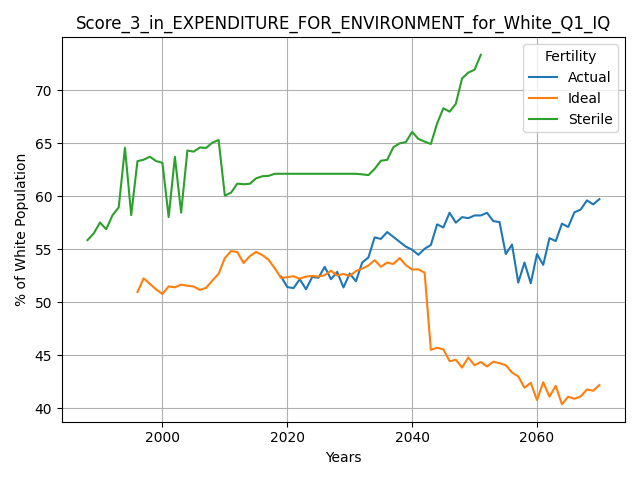 Score_3_in_EXPENDITURE_FOR_ENVIRONMENT_for_White_Q1_IQ
Fertility
Actual
Ideal
Sterile
% of White Population
70
65
60
55
50
45
40
2000
2020
2040
2060
Years